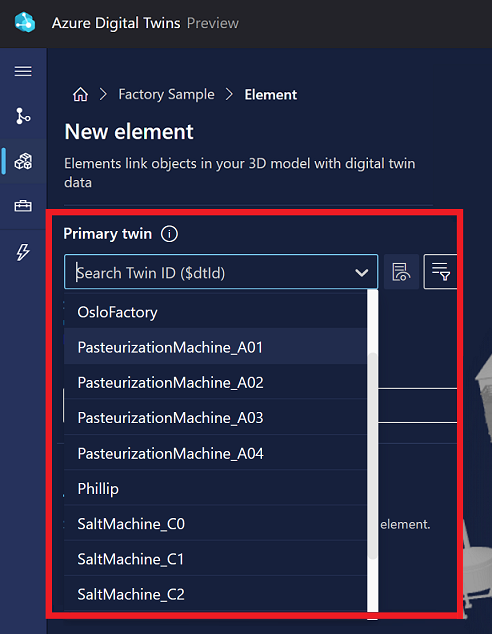 Azure Digital Twins Preview
Factory Sample Element
New element
Elements link objects in your 3D model with digital twin
data
Primary twin
Search Twin ID ($dtId)
OsloFactory
PasteurizationMachine_A01
PasteurizationMachine_A02
PasteurizationMachine_A03
PasteurizationMachine_A04
Phillip
SaltMachine_C0
element.
SaltMachine_C1
SaltMachine_C2